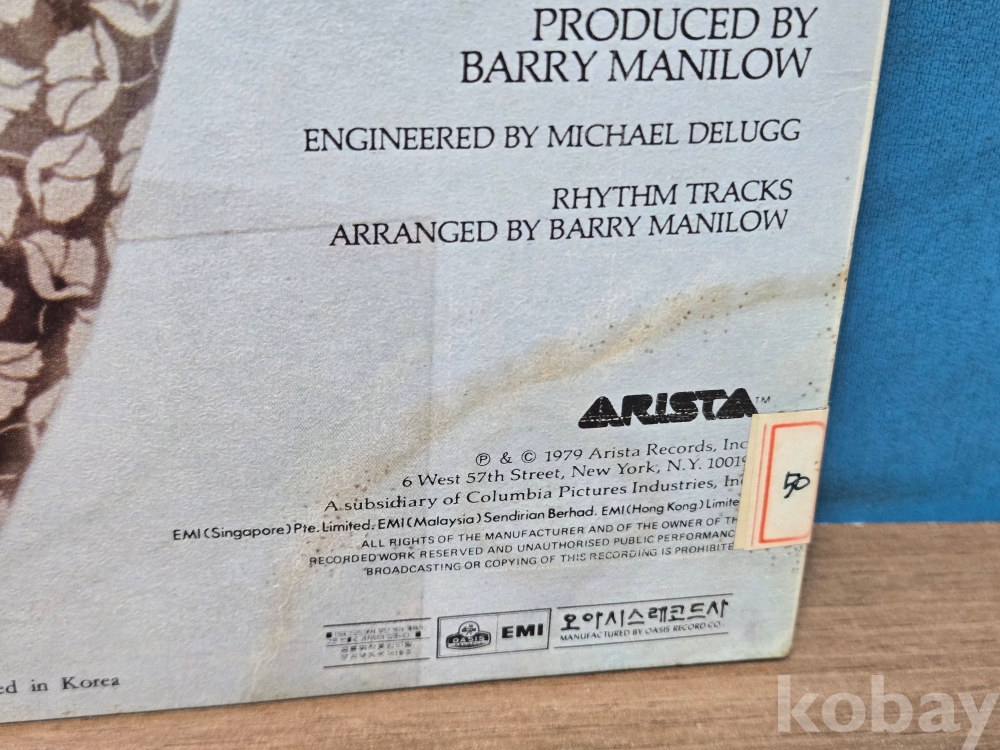 PRODUCED BY
BARRY MANILOW
ENGINEERED BY MICHAEL DELUGG
RHYTHM TRACKS
ARRANGED BY BARRY MANILOW
ARISTA™
℗ & © 1979 Arista Records, Inc
6 West 57th Street, New York, N.Y. 10019
A subsidiary of Columbia Pictures Industries, In
EMI (Singapore) Pte. Limited. EMI (Malaysia) Sendirian Berhad. EMI (Hong Kong) Limite
ALL RIGHTS OF THE MANUFACTURER AND OF THE OWNER OF TH
RECORDED WORK RESERVED AND UNAUTHORISED PUBLIC PERFORMANC
BROADCASTING OR COPYING OF THIS RECORDING IS PROHIBITE
50
OASIS
EMI
오아시스레코드사
MANUFACTURED BY OASIS RECORD CO.
ed in Korea
kobay